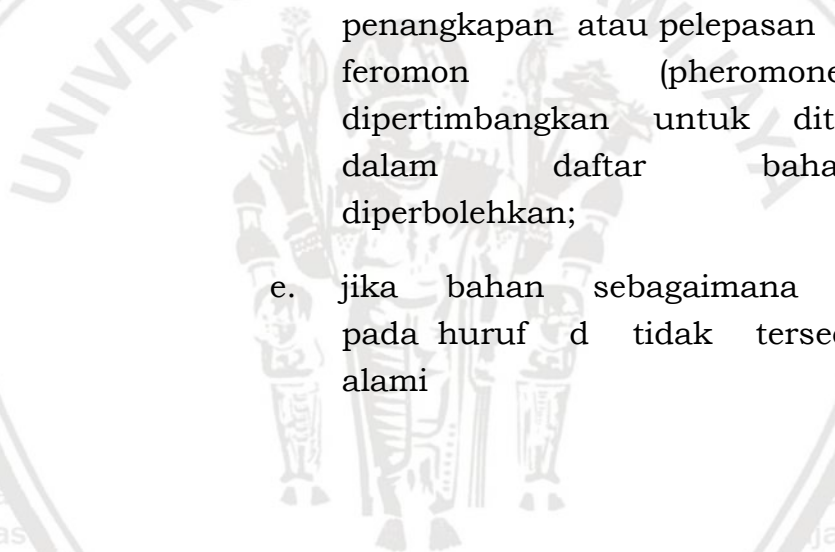 penangkapan atau pelepasan
feromon (pheromone
dipertimbangkan untuk dit
dalam daftar baha
diperbolehkan;
e. jika bahan sebagaimana
pada huruf d tidak tersed
alami